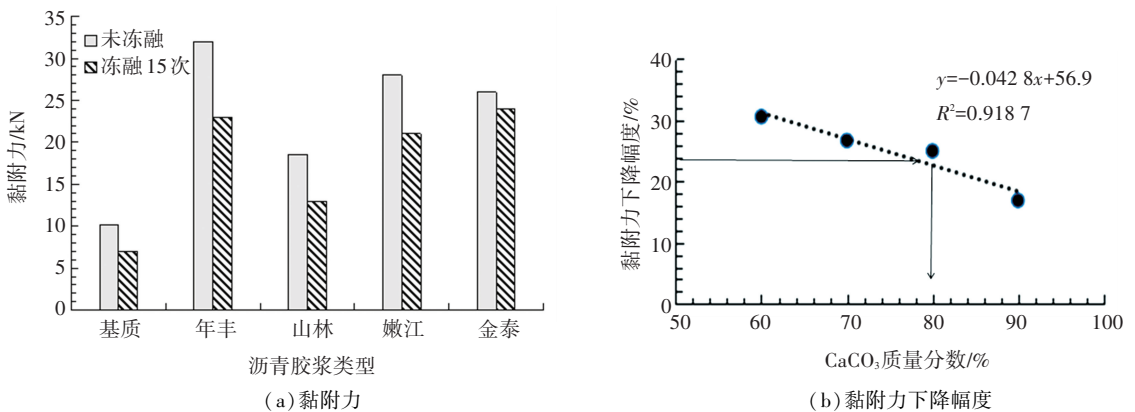 35
30
25
20
15
10
5
0
黏附力/kN
未冻融
冻融 15 次
基质 年丰 山林 嫩江 金泰
沥青胶浆类型
(a)黏附力
40
30
20
10
0
黏附力下降幅度/%
y=-0.042 8x+56.9
R²=0.918 7
50 60 70 80 90 100
CaCO₃质量分数/%
(b)黏附力下降幅度